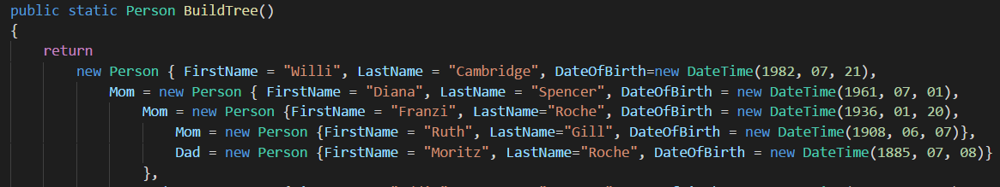 public static Person BuildTree()
{
return
new Person { FirstName = "Willi", LastName = "Cambridge", DateOfBirth=new DateTime(1982, 07, 21),
Mom = new Person { FirstName = "Diana", LastName = "Spencer", DateOfBirth = new DateTime(1961, 07, 01),
Mom = new Person {FirstName = "Franzi", LastName="Roche", DateOfBirth = new DateTime(1936, 01, 20),
Mom = new Person {FirstName = "Ruth", LastName="Gill", DateOfBirth = new DateTime(1908, 06, 07)},
Dad = new Person {FirstName = "Moritz", LastName="Roche", DateOfBirth = new DateTime(1885, 07, 08)}
},